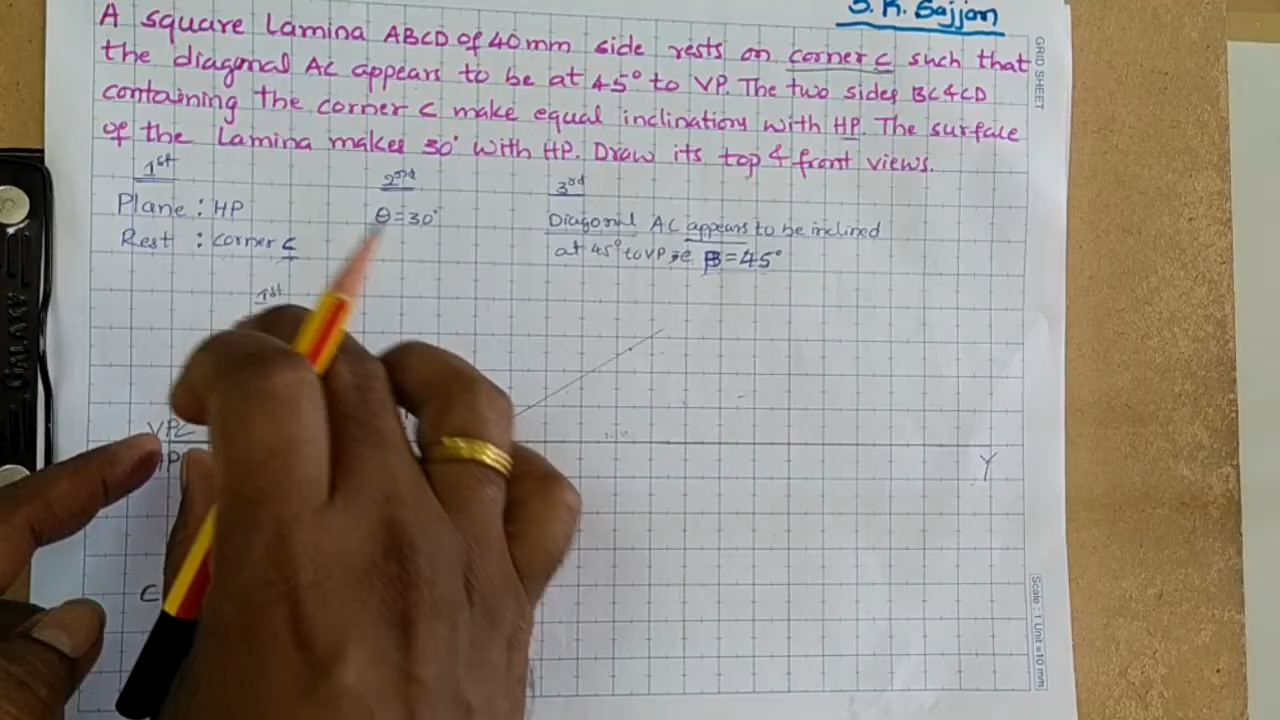 S. R. Sajjan
A square Lamina ABCD of 40mm side rests on corner C such that
the diagonal AC appears to be at 45° to VP. The two sides BC & CD
containing the corner C make equal inclinations with HP. The surface
of the Lamina makes 30° with HP. Draw its top & front views.
1st
Plane : HP
Rest : corner C
2nd
θ=30°
3rd
Diagonal AC appears to be inclined
at 45° to VP ie β=45°
1st
VP C
HP
Y
C
GRID SHEET
Scale : 1 Unit = 10 mm